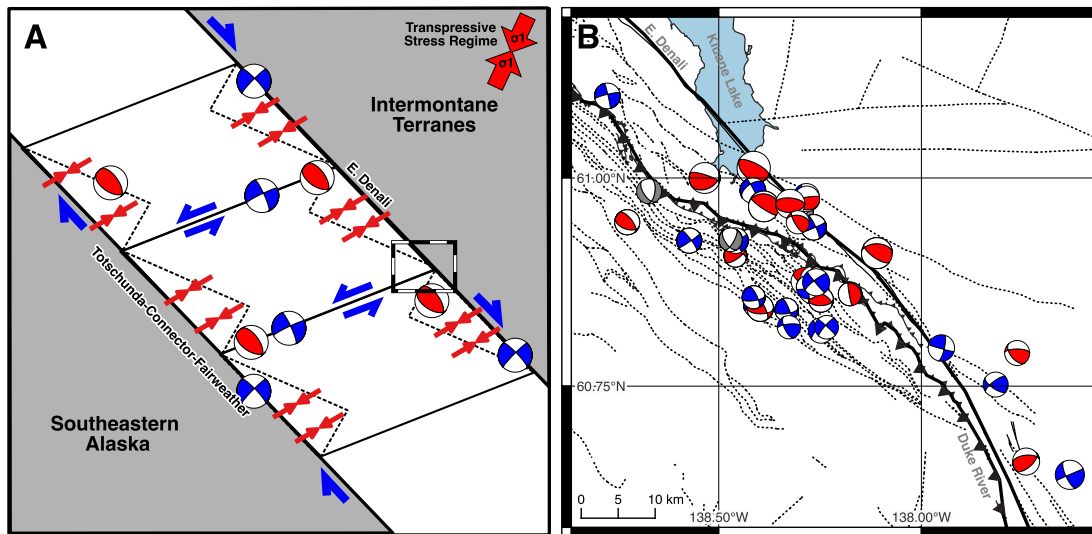 A
Transpressive
Stress Regime
σ1
σ1
Intermontane
Terranes
E. Denali
Totschunda-Connector-Fairweather
Southeastern
Alaska
B
E. Denali
Kluane Lake
61.00°N
60.75°N
Duke River
0 5 10 km
138.50°W
138.00°W